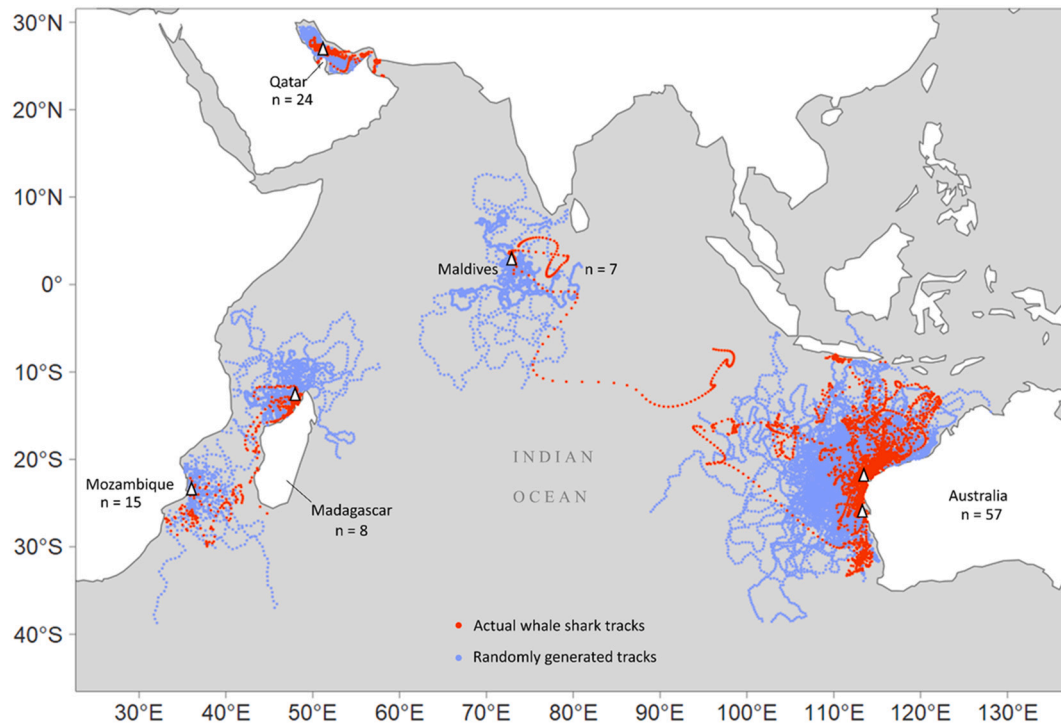 30°N
20°N
10°N
0°
10°S
20°S
30°S
40°S
Qatar
n = 24
Maldives
n = 7
Mozambique
n = 15
Madagascar
n = 8
INDIAN
OCEAN
Australia
n = 57
Actual whale shark tracks
Randomly generated tracks
30°E 40°E 50°E 60°E 70°E 80°E 90°E 100°E 110°E 120°E 130°E